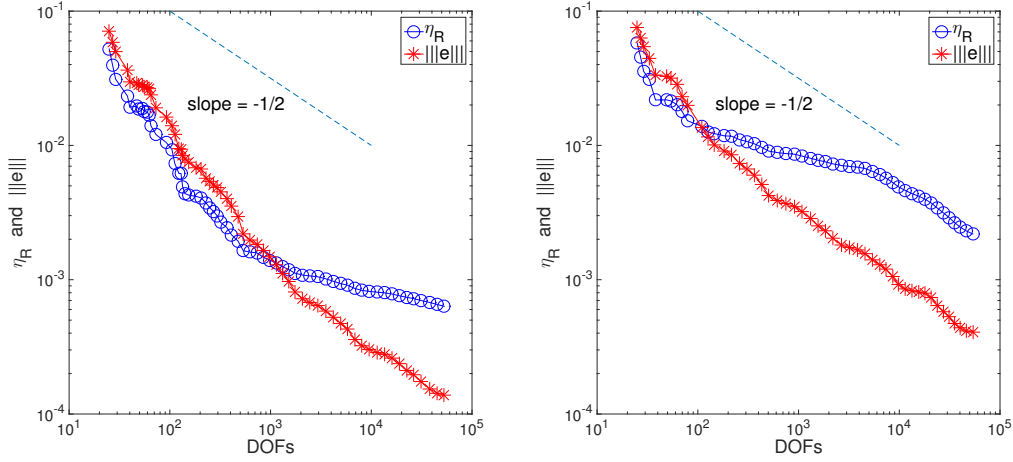 10^-1
10^-2
10^-3
10^-4
η_R and |||e|||
η_R
|||e|||
slope = -1/2
10^1
10^2
10^3
10^4
10^5
DOFs
10^-1
10^-2
10^-3
10^-4
η_R and |||e|||
η_R
|||e|||
slope = -1/2
10^1
10^2
10^3
10^4
10^5
DOFs